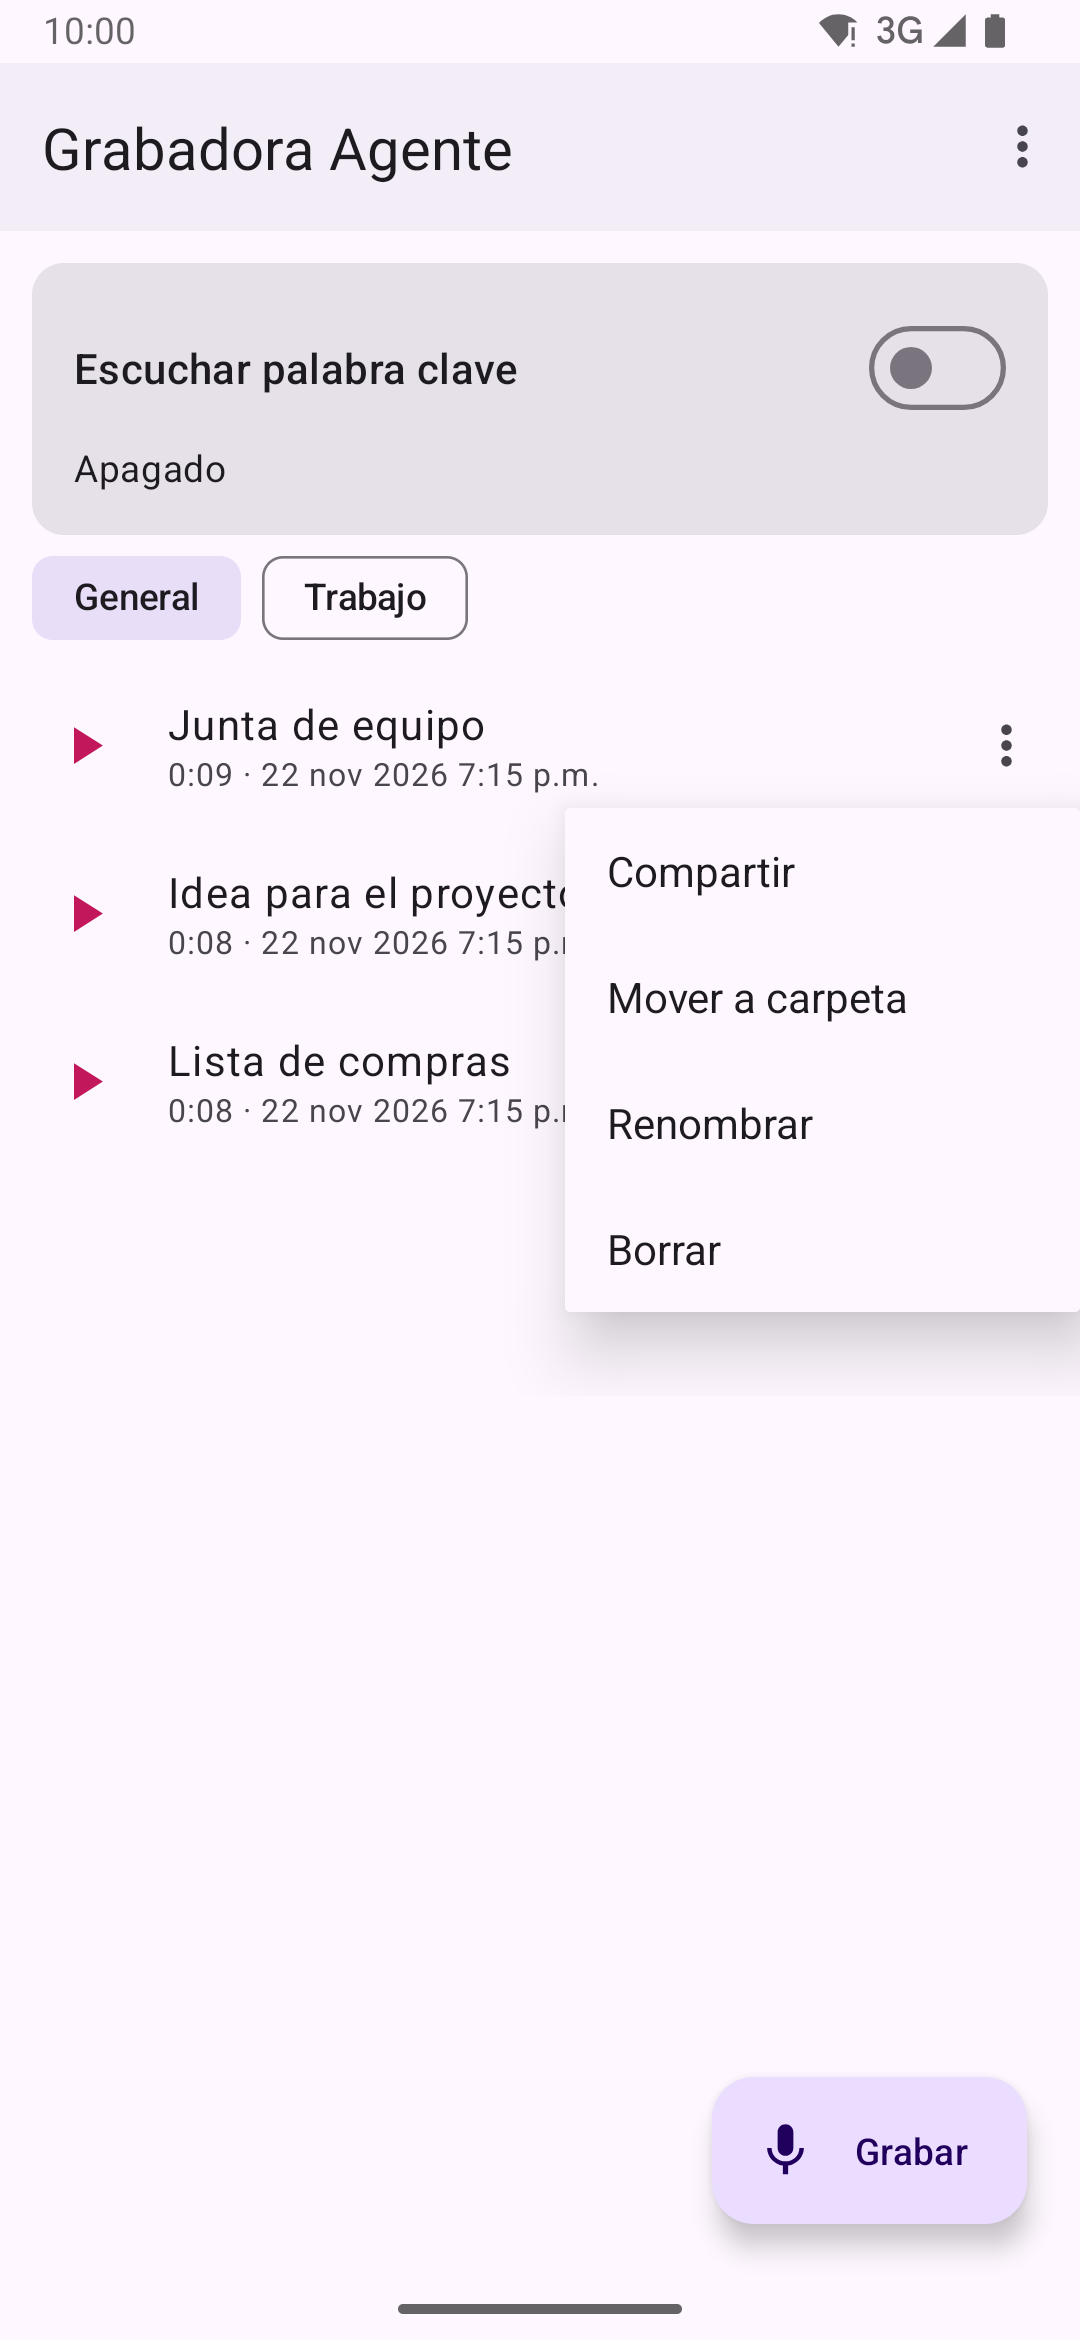 10:00
3G
Grabadora Agente
Escuchar palabra clave
Apagado
General
Trabajo
Junta de equipo
0:09 · 22 nov 2026 7:15 p.m.
Idea para el proyecto
0:08 · 22 nov 2026 7:15 p.
Lista de compras
0:08 · 22 nov 2026 7:15 p.
Compartir
Mover a carpeta
Renombrar
Borrar
Grabar